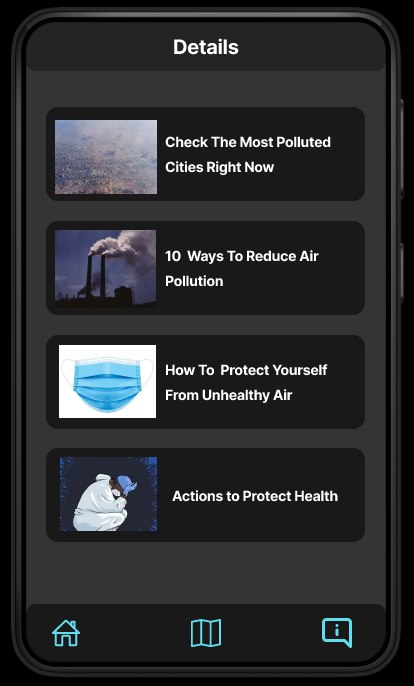 Details
Check The Most Polluted
Cities Right Now
10  Ways To Reduce Air
Pollution
How To  Protect Yourself
From Unhealthy Air
Actions to Protect Health